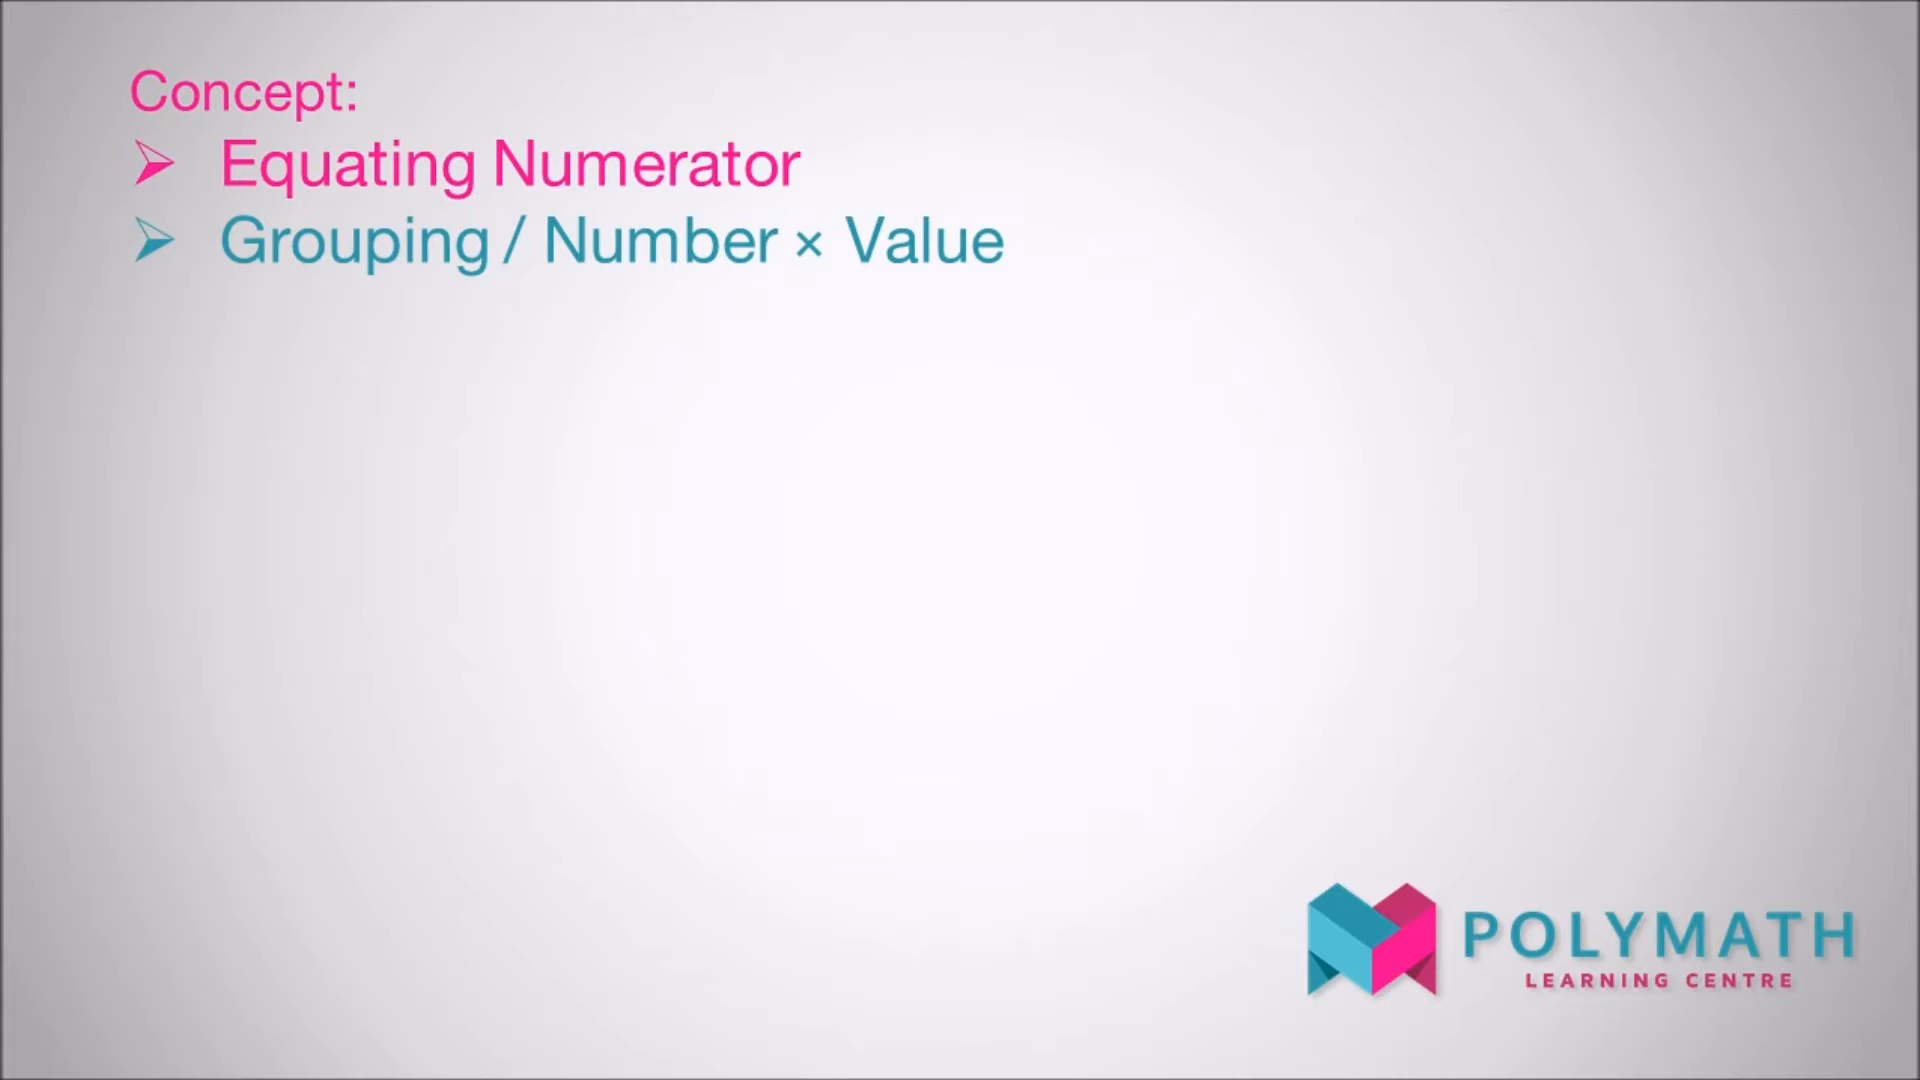 Concept:
➢ Equating Numerator
➢ Grouping / Number × Value
POLYMATH
LEARNING CENTRE